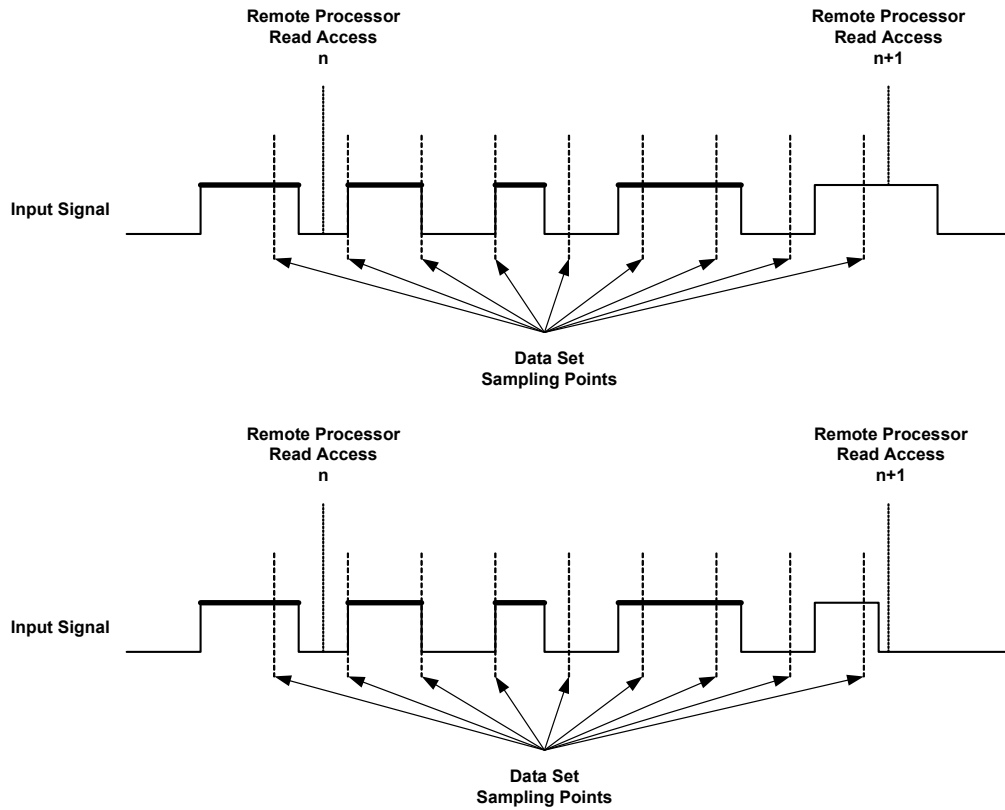 Remote Processor
Read Access
n
Remote Processor
Read Access
n+1
Input Signal
Data Set
Sampling Points
Remote Processor
Read Access
n
Remote Processor
Read Access
n+1
Input Signal
Data Set
Sampling Points